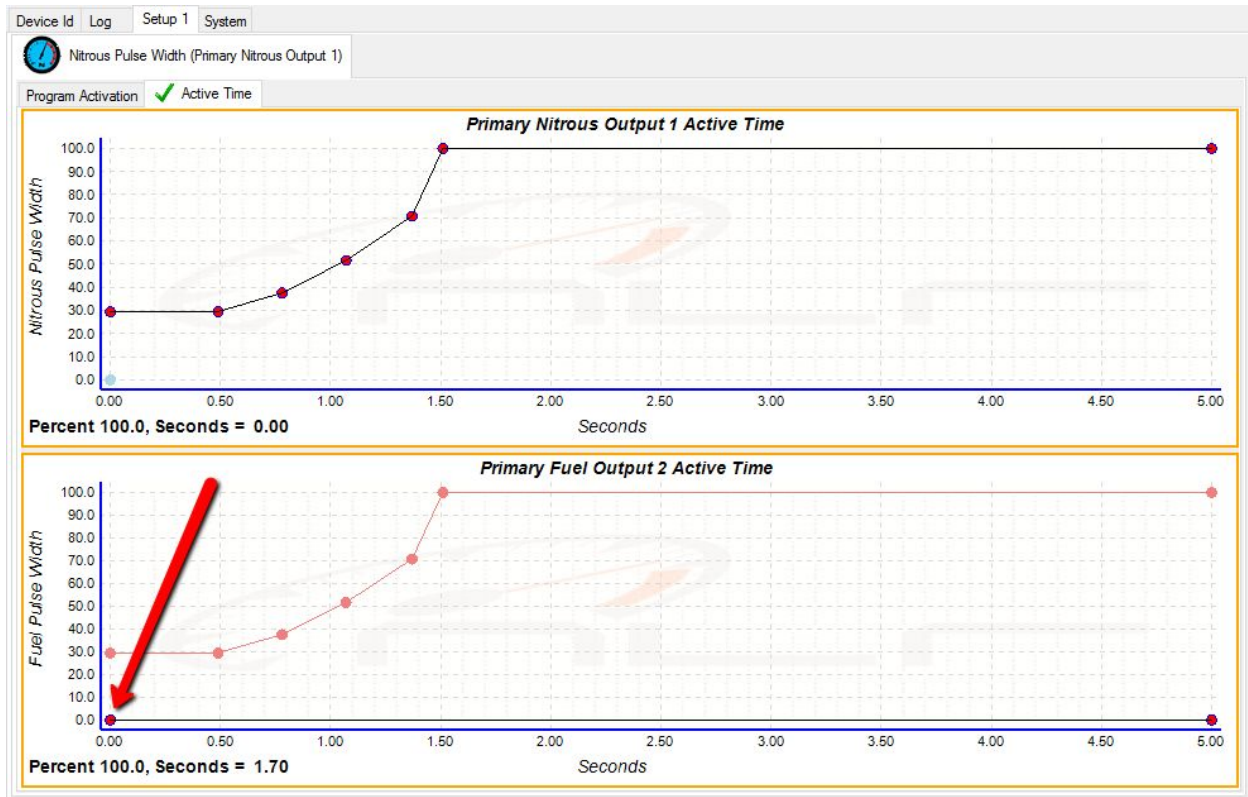 Device Id Log Setup 1 System
Nitrous Pulse Width (Primary Nitrous Output 1)
Program Activation Active Time
Primary Nitrous Output 1 Active Time
Nitrous Pulse Width
100.0
90.0
80.0
70.0
60.0
50.0
40.0
30.0
20.0
10.0
0.0
0.00 0.50 1.00 1.50 2.00 2.50 3.00 3.50 4.00 4.50 5.00
Percent 100.0, Seconds = 0.00 Seconds
Primary Fuel Output 2 Active Time
Fuel Pulse Width
100.0
90.0
80.0
70.0
60.0
50.0
40.0
30.0
20.0
10.0
0.0
0.00 0.50 1.00 1.50 2.00 2.50 3.00 3.50 4.00 4.50 5.00
Percent 100.0, Seconds = 1.70 Seconds